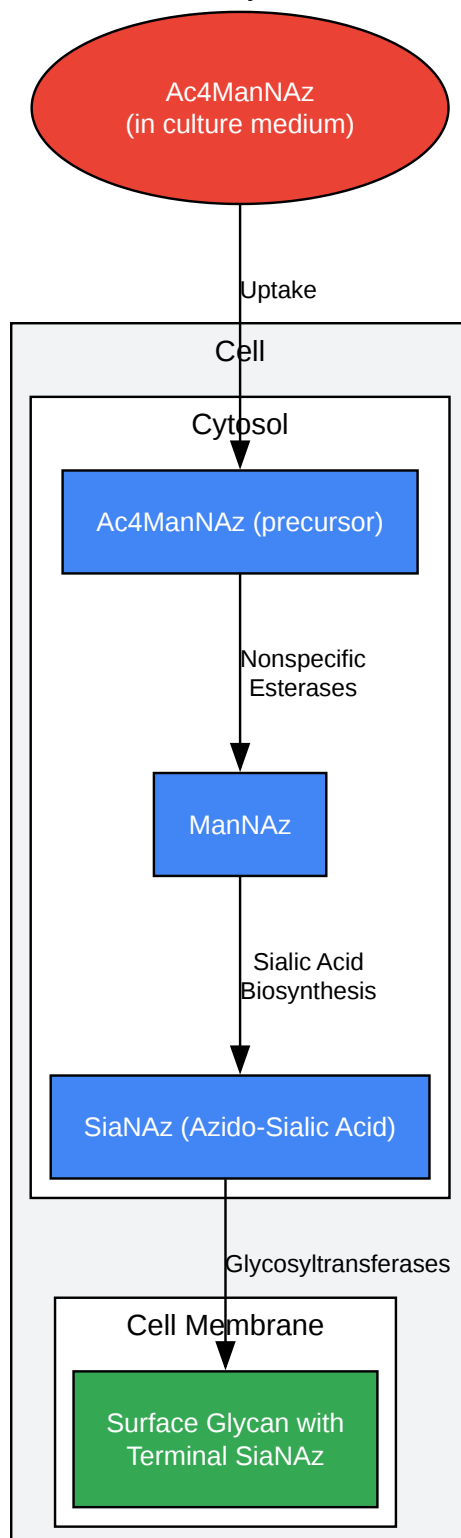 Ac4ManNAz
(in culture medium)
Uptake
Cell
Cytosol
Ac4ManNAz (precursor)
Nonspecific
Esterases
ManNAz
Sialic Acid
Biosynthesis
SiaNAz (Azido-Sialic Acid)
Glycosyltransferases
Cell Membrane
Surface Glycan with
Terminal SiaNAz